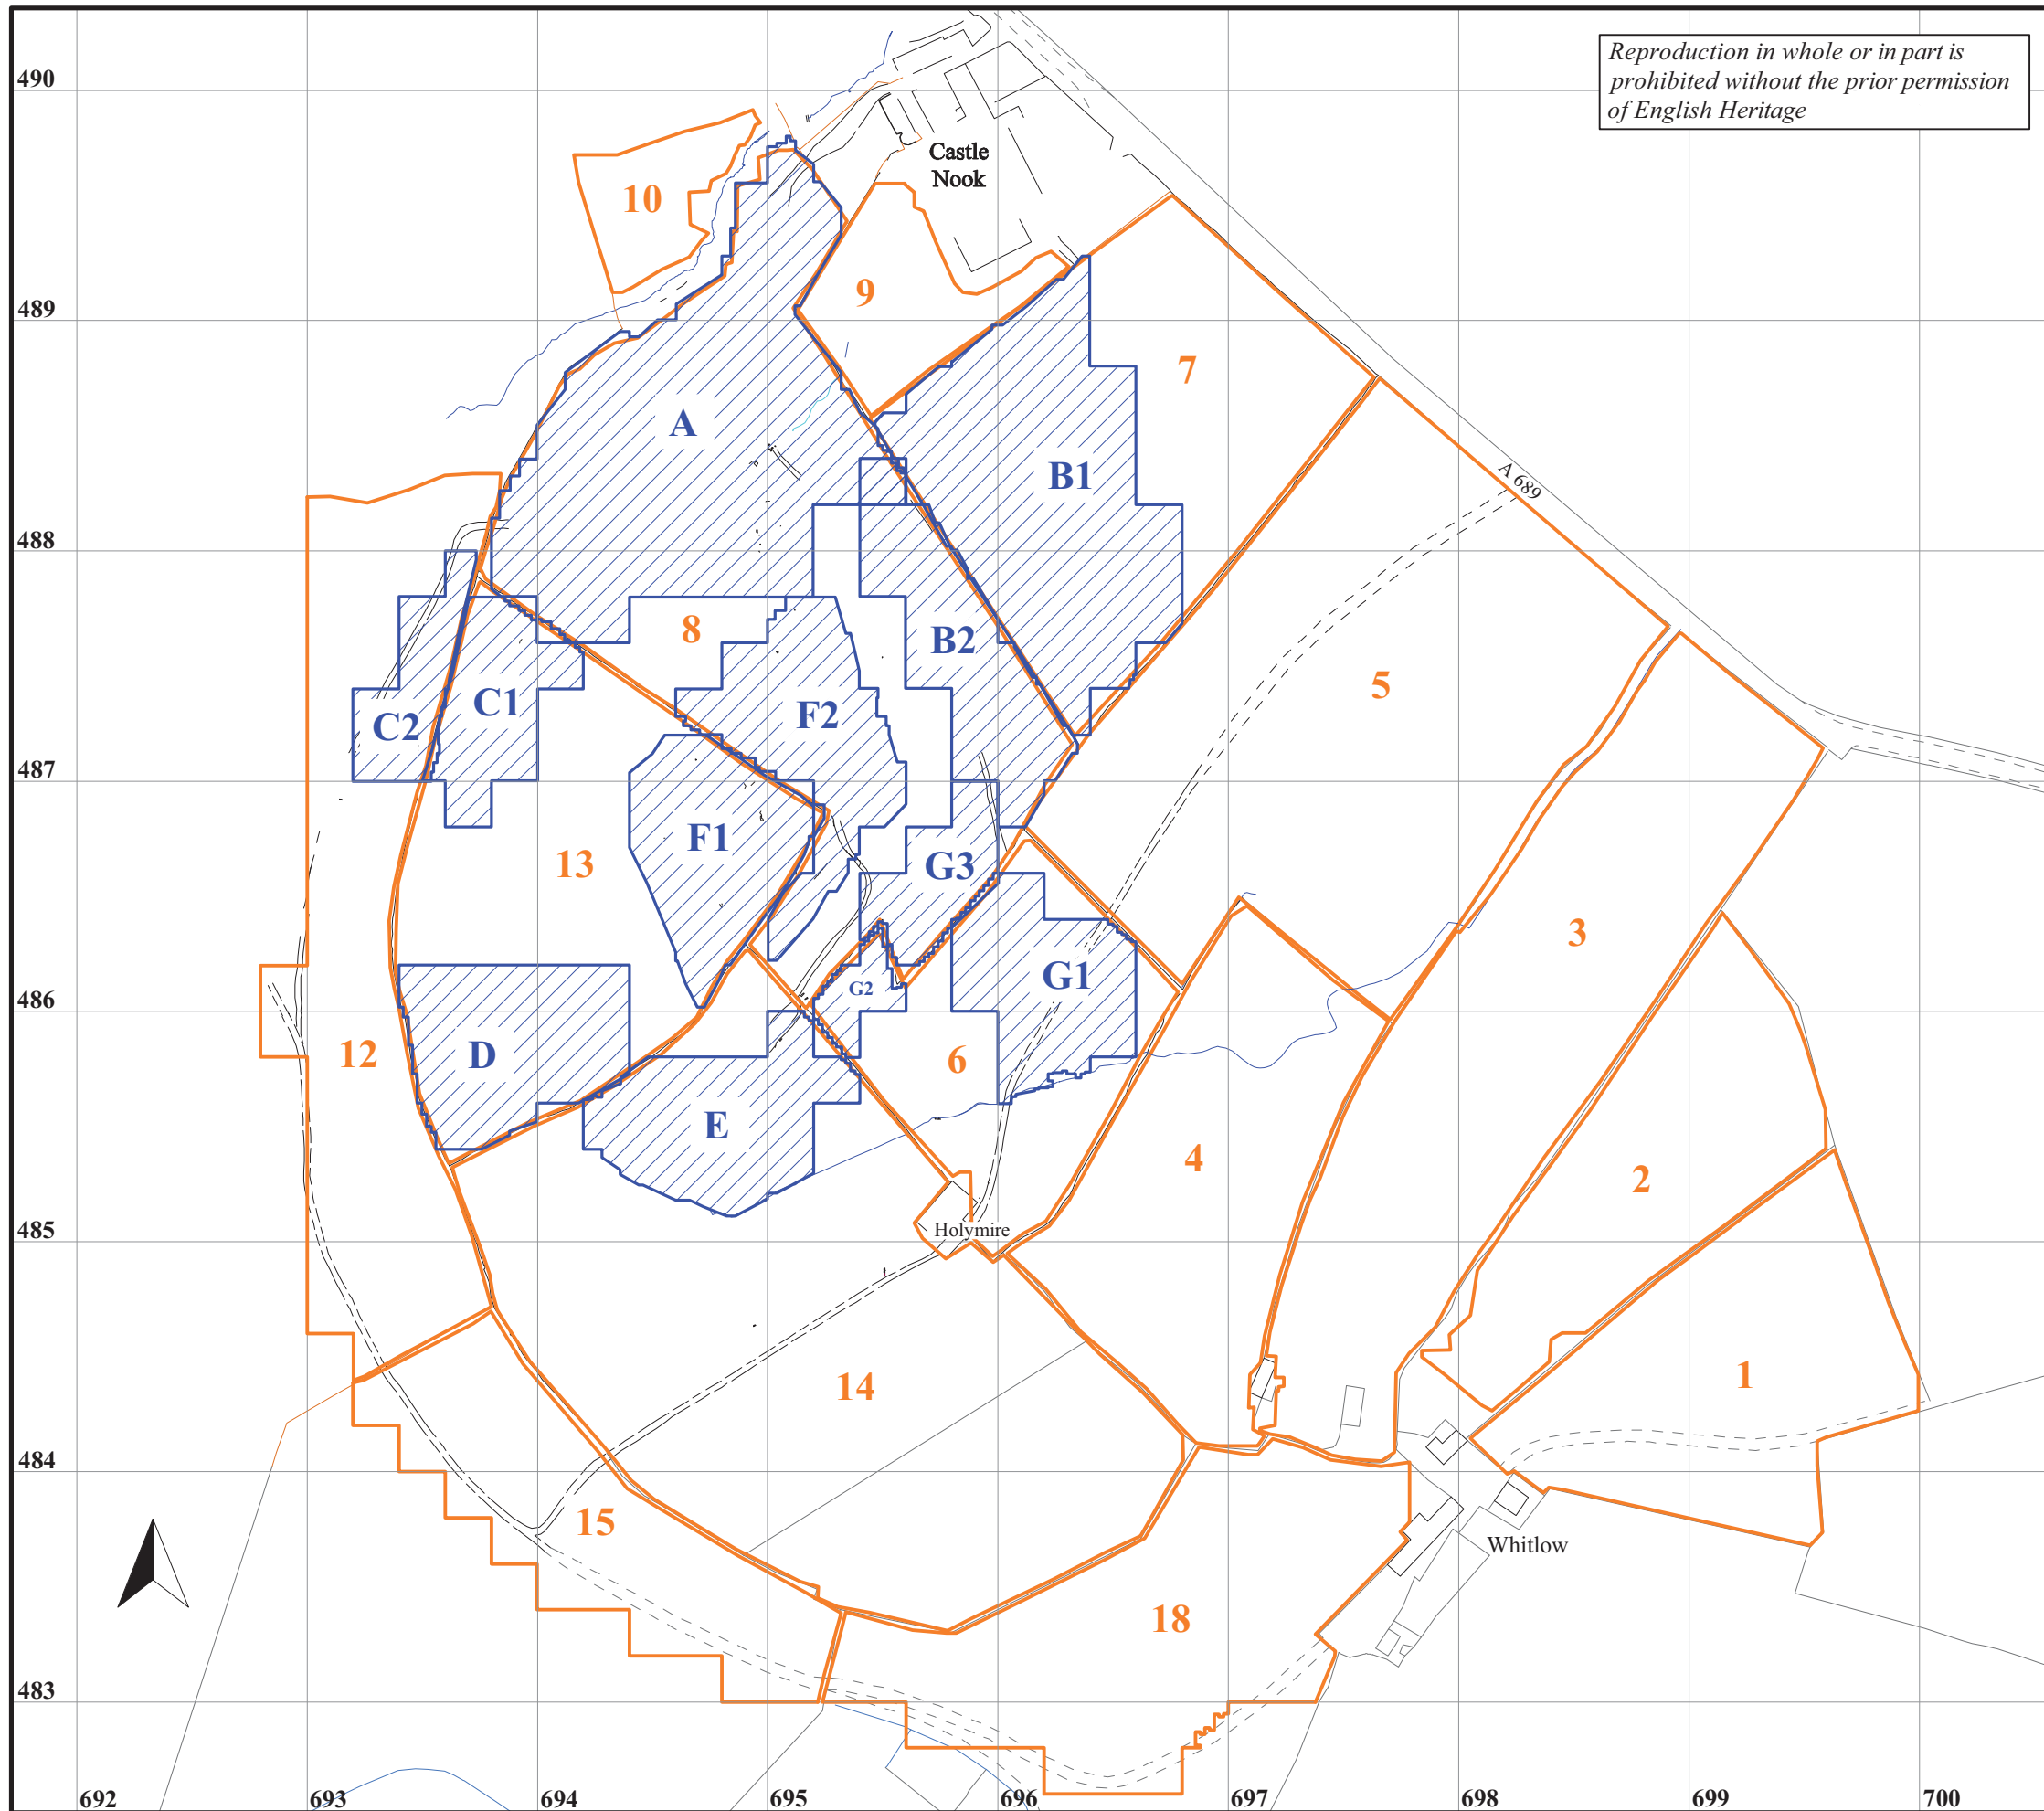 Reproduction in whole or in part is
prohibited without the prior permission
of English Heritage
490
Castle
Nook
10
9
489
7
A
B1
A 689
488
8
B2
5
C1
C2
F2
487
F1
G3
13
3
G1
G2
486
12
D
6
E
4
2
485
Holymire
14
1
484
15
Whitlow
18
483
692
693
694
695
696
697
698
699
700